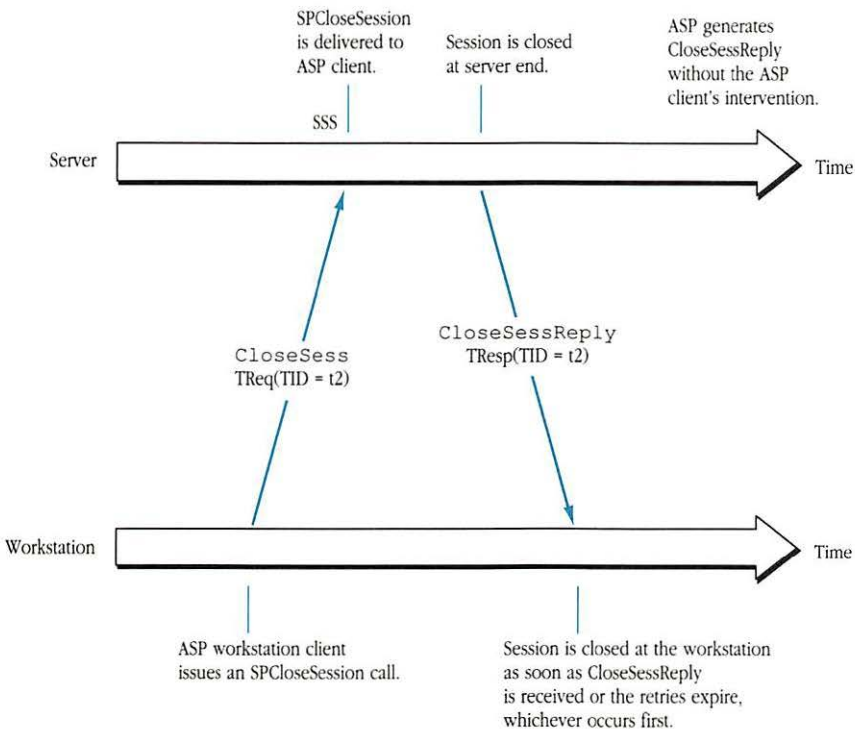 SPCloseSession
is delivered to
ASP client.
Session is closed
at server end.
ASP generates
CloseSessReply
without the ASP
client's intervention.
SSS
Server
Time
CloseSess
TReq(TID = t2)
CloseSessReply
TResp(TID = t2)
Workstation
Time
ASP workstation client
issues an SPCloseSession call.
Session is closed at the workstation
as soon as CloseSessReply
is received or the retries expire,
whichever occurs first.